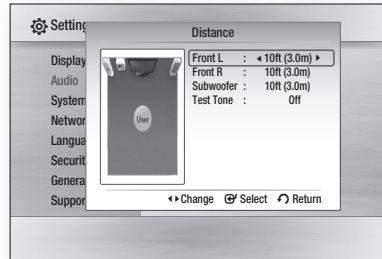 Setting
Distance
Display
Audio
System
Networ
Langua
Securit
Genera
Suppor
User
Front L : ◀ 10ft (3.0m) ▶
Front R : 10ft (3.0m)
Subwoofer : 10ft (3.0m)
Test Tone : Off
◀▶ Change Select Return